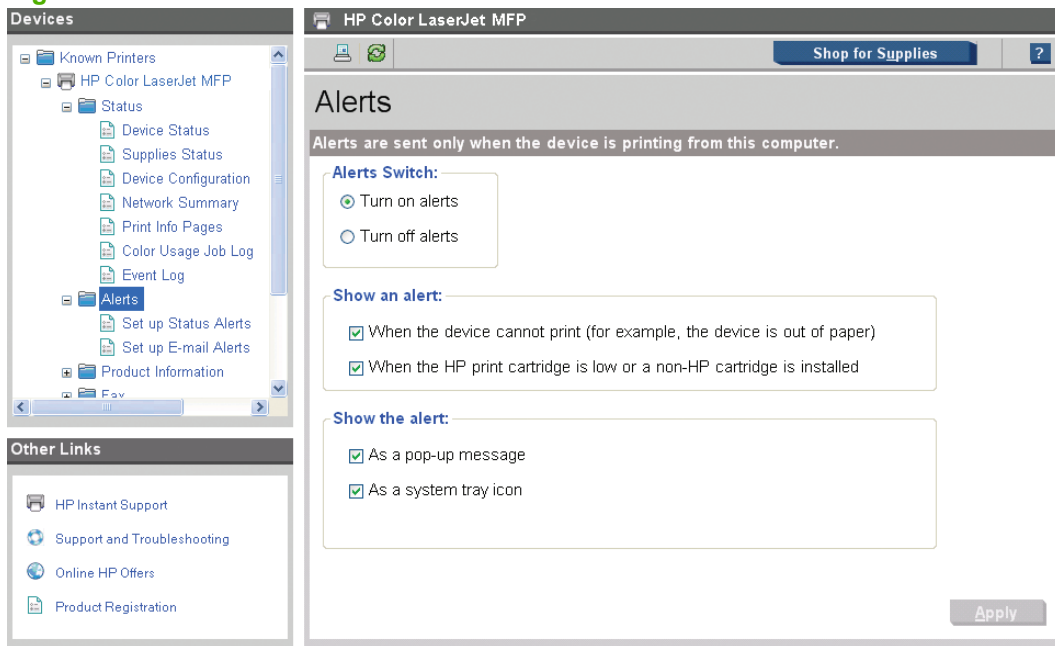 Devices
Known Printers
HP Color LaserJet MFP
Status
Device Status
Supplies Status
Device Configuration
Network Summary
Print Info Pages
Color Usage Job Log
Event Log
Alerts
Set up Status Alerts
Set up E-mail Alerts
Product Information
Fax
Other Links
HP Instant Support
Support and Troubleshooting
Online HP Offers
Product Registration
HP Color LaserJet MFP
Shop for Supplies
?
Alerts
Alerts are sent only when the device is printing from this computer.
Alerts Switch:
Turn on alerts
Turn off alerts
Show an alert:
When the device cannot print (for example, the device is out of paper)
When the HP print cartridge is low or a non-HP cartridge is installed
Show the alert:
As a pop-up message
As a system tray icon
Apply